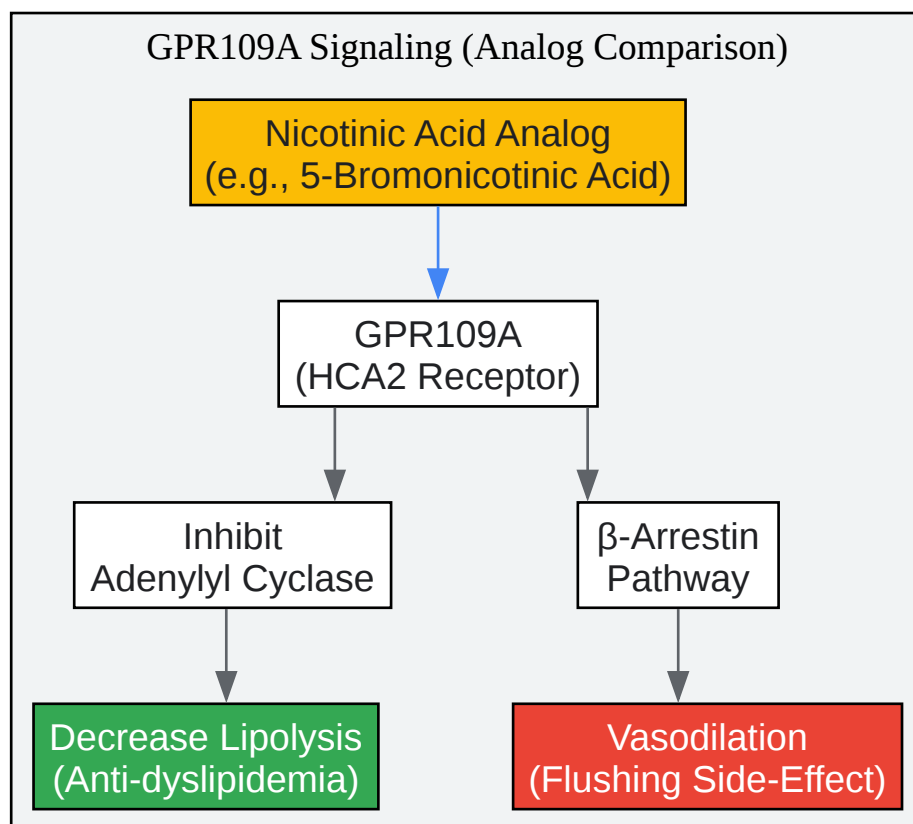 GPR109A Signaling (Analog Comparison)
Nicotinic Acid Analog
(e.g., 5-Bromonicotinic Acid)
GPR109A
(HCA2 Receptor)
Inhibit
Adenylyl Cyclase
β-Arrestin
Pathway
Decrease Lipolysis
(Anti-dyslipidemia)
Vasodilation
(Flushing Side-Effect)